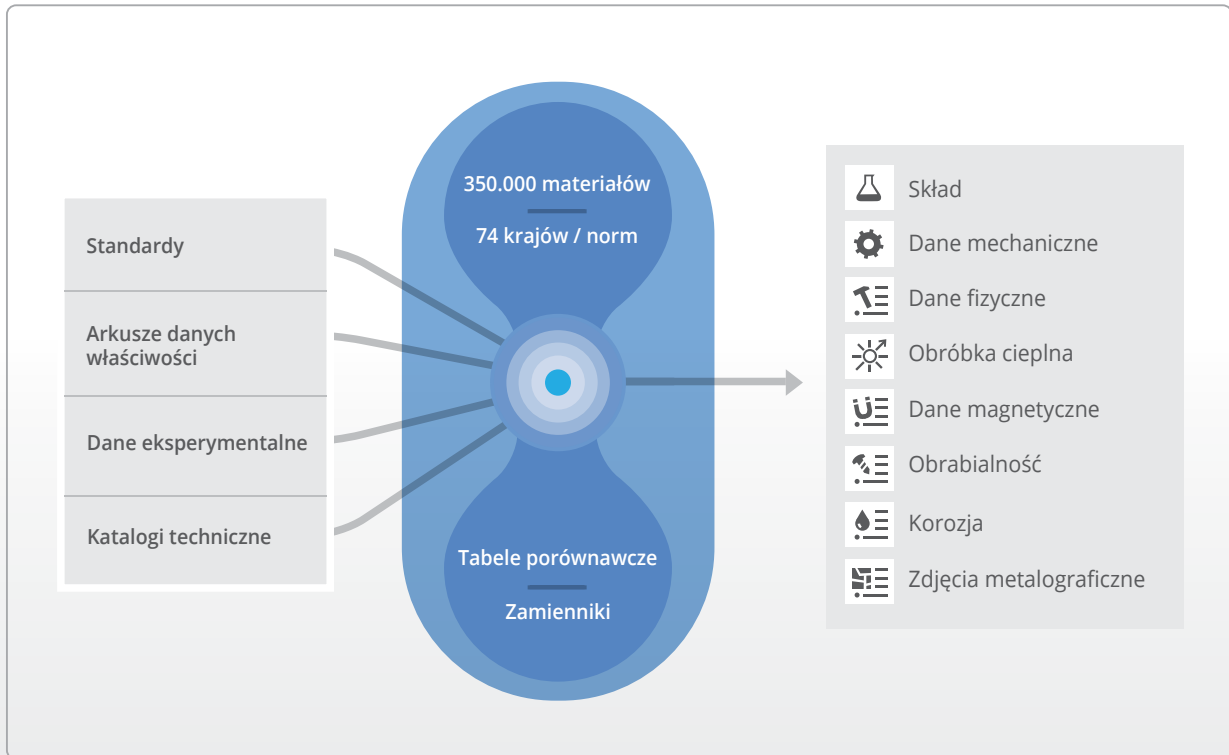 Standardy
Arkusze danych
właściwości
Dane eksperymentalne
Katalogi techniczne
350.000 materiałów
74 krajów / norm
Tabele porównawcze
Zamienniki
Skład
Dane mechaniczne
Dane fizyczne
Obróbka cieplna
Dane magnetyczne
Obrabialność
Korozja
Zdjęcia metalograficzne